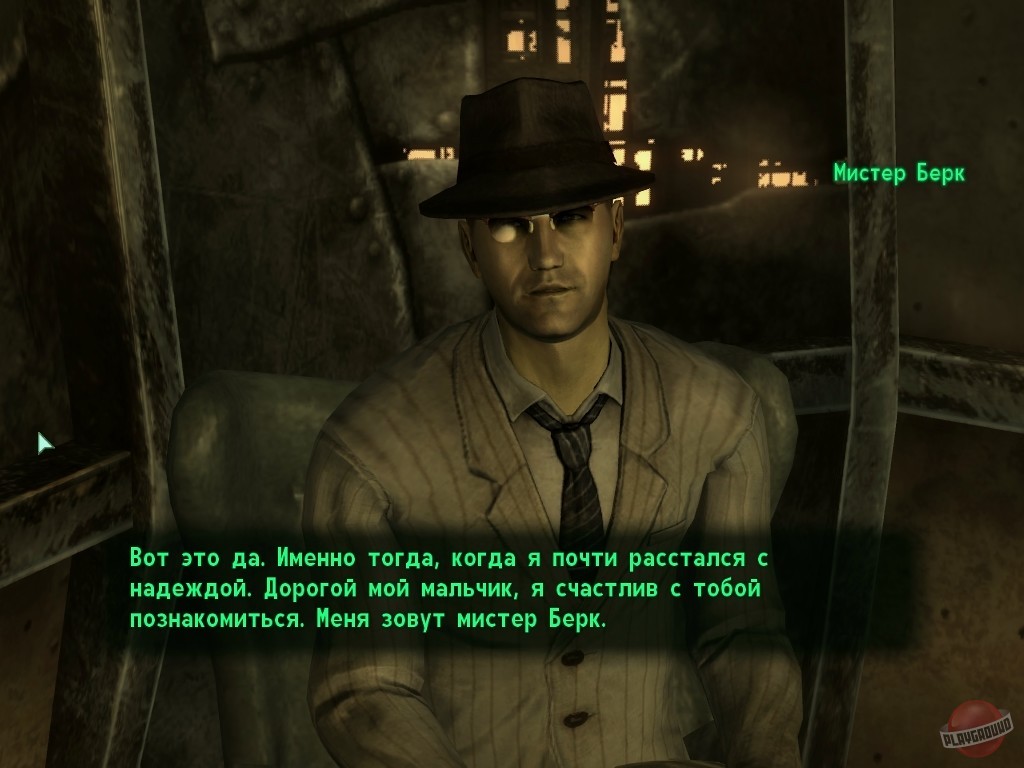 Мистер Берк
Вот это да. Именно тогда, когда я почти расстался с
надеждой. Дорогой мой мальчик, я счастлив с тобой
познакомиться. Меня зовут мистер Берк.
PLAYGROUND